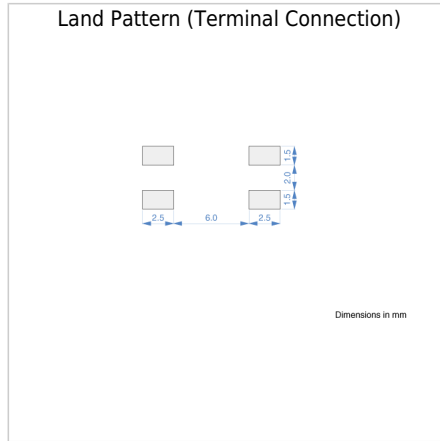 Land Pattern (Terminal Connection)
1.5
2.0
1.5
2.5 6.0 2.5
Dimensions in mm